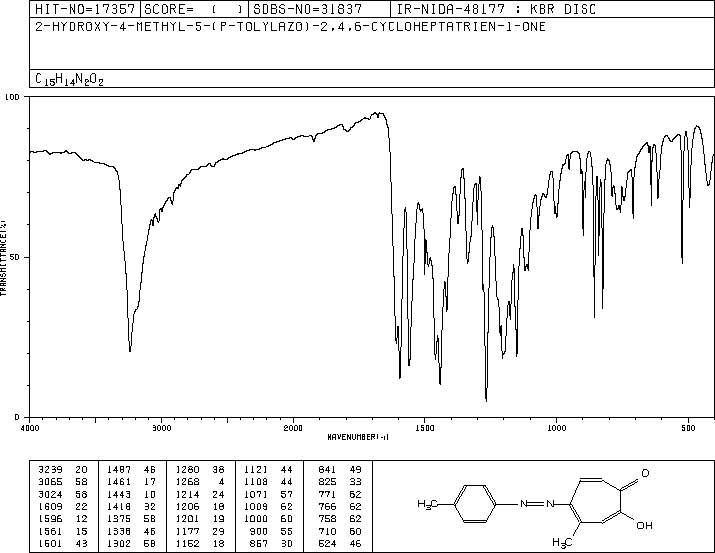 HIT-NO=17357 SCORE= ( ) SDBS-NO=31837 IR-NIDA-48177 : KBR DISC
2-HYDROXY-4-METHYL-5-(P-TOLYLAZO)-2,4,6-CYCLOHEPTATRIEN-1-ONE
C15H14N2O2
100
50
0
TRANSMITTANCE(%)
4000 3000 2000 1500 1000 500
WAVENUMBER(-1)
3239 20 1487 46 1280 38 1121 44 841 49
3065 58 1461 17 1268 4 1108 44 825 33
3024 58 1443 10 1214 24 1071 57 771 62
1609 22 1418 32 1206 18 1009 62 766 62
1596 12 1375 58 1201 19 1000 60 758 62
1561 15 1338 46 1177 29 900 55 710 60
1501 43 1302 58 1152 18 857 30 524 46
H3C
N=N
O
OH
H3C